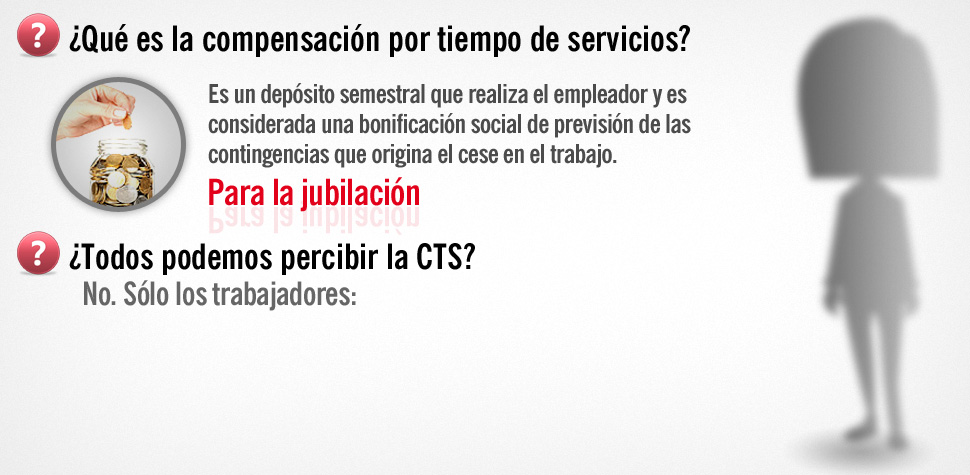 ? ¿Qué es la compensación por tiempo de servicios?
Es un depósito semestral que realiza el empleador y es
considerada una bonificación social de previsión de las
contingencias que origina el cese en el trabajo.
Para la jubilación
? ¿Todos podemos percibir la CTS?
No. Sólo los trabajadores: